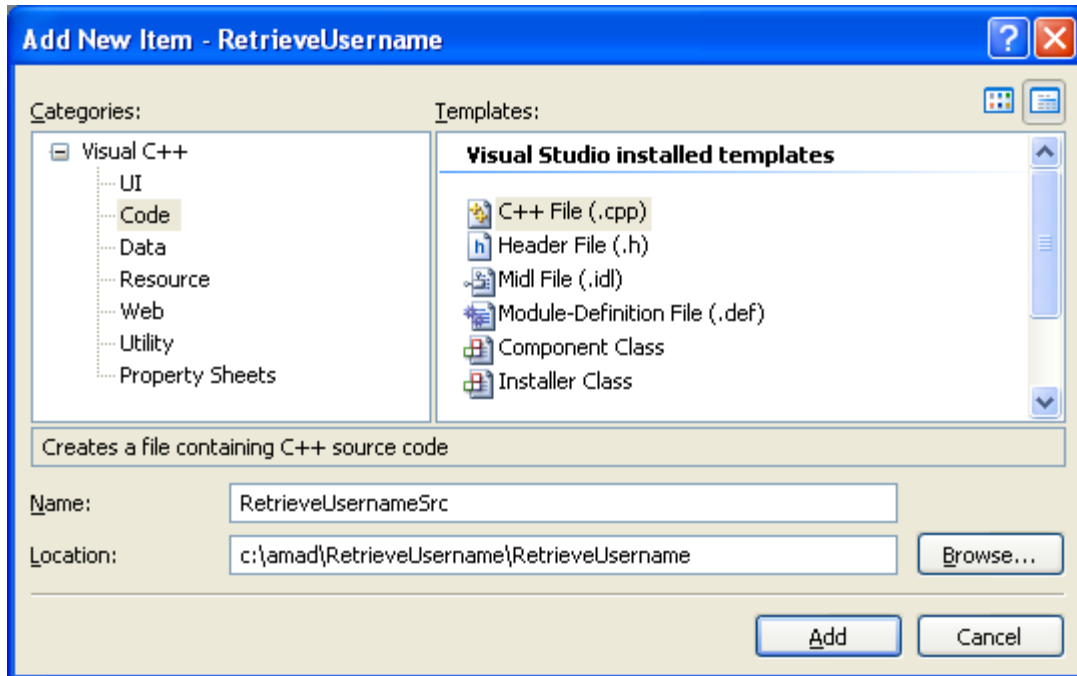 Add New Item - RetrieveUsername
Categories:
Templates:
Visual C++
UI
Code
Data
Resource
Web
Utility
Property Sheets
Visual Studio installed templates
C++ File (.cpp)
Header File (.h)
Midl File (.idl)
Module-Definition File (.def)
Component Class
Installer Class
Creates a file containing C++ source code
Name:
RetrieveUsernameSrc
Location:
c:\amad\RetrieveUsername\RetrieveUsername
Browse...
Add
Cancel